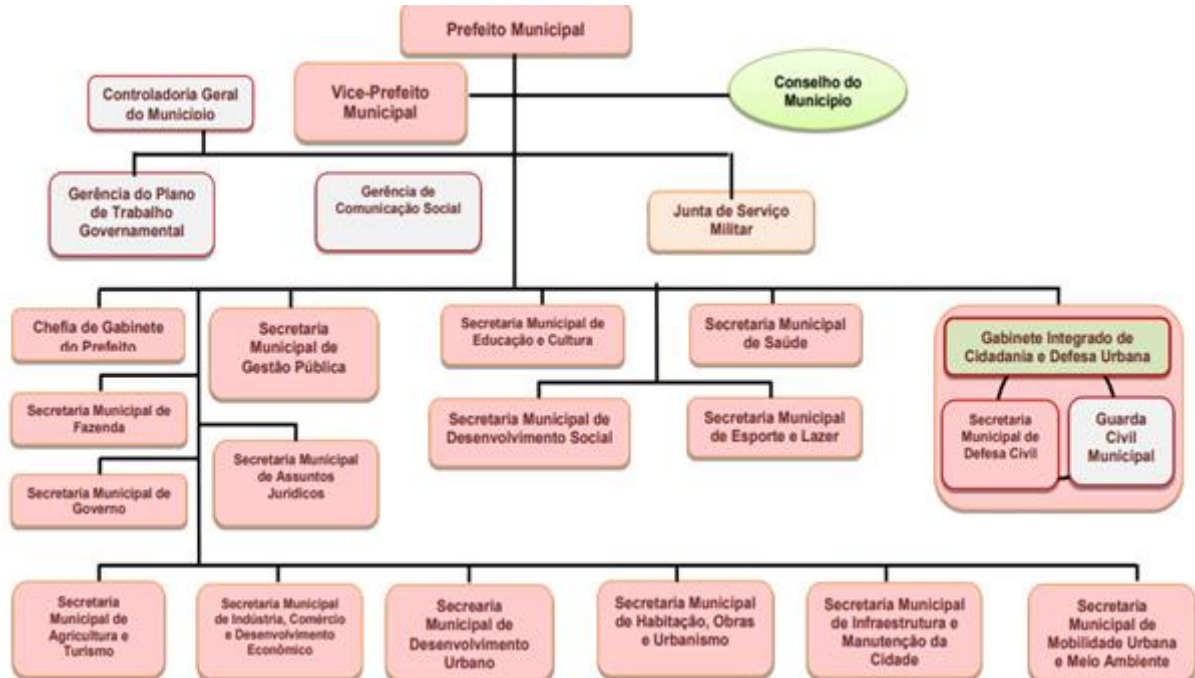 Prefeito Municipal
Controladoria Geral
do Município
Vice-Prefeito
Municipal
Conselho do
Município
Gerência do Plano
de Trabalho
Governamental
Gerência de
Comunicação Social
Junta de Serviço
Militar
Chefia de Gabinete
do Prefeito
Secretaria
Municipal de
Gestão Pública
Secretaria Municipal de
Educação e Cultura
Secretaria Municipal
de Saúde
Gabinete Integrado de
Cidadania e Defesa Urbana
Secretaria Municipal de
Fazenda
Secretaria Municipal de
Desenvolvimento Social
Secretaria Municipal
de Esporte e Lazer
Secretaria
Municipal de
Defesa Civil
Guarda
Civil
Municipal
Secretaria Municipal
de Assuntos
Jurídicos
Secretaria Municipal de
Governo
Secretaria
Municipal de
Agricultura e
Turismo
Secretaria Municipal
de Indústria, Comércio
e Desenvolvimento
Econômico
Secrearia
Municipal de
Desenvolvimento
Urbano
Secretaria Municipal
de Habitação, Obras
e Urbanismo
Secretaria Municipal
de Infraestrutura e
Manutenção da
Cidade
Secretaria
Municipal de
Mobilidade Urbana
e Meio Ambiente